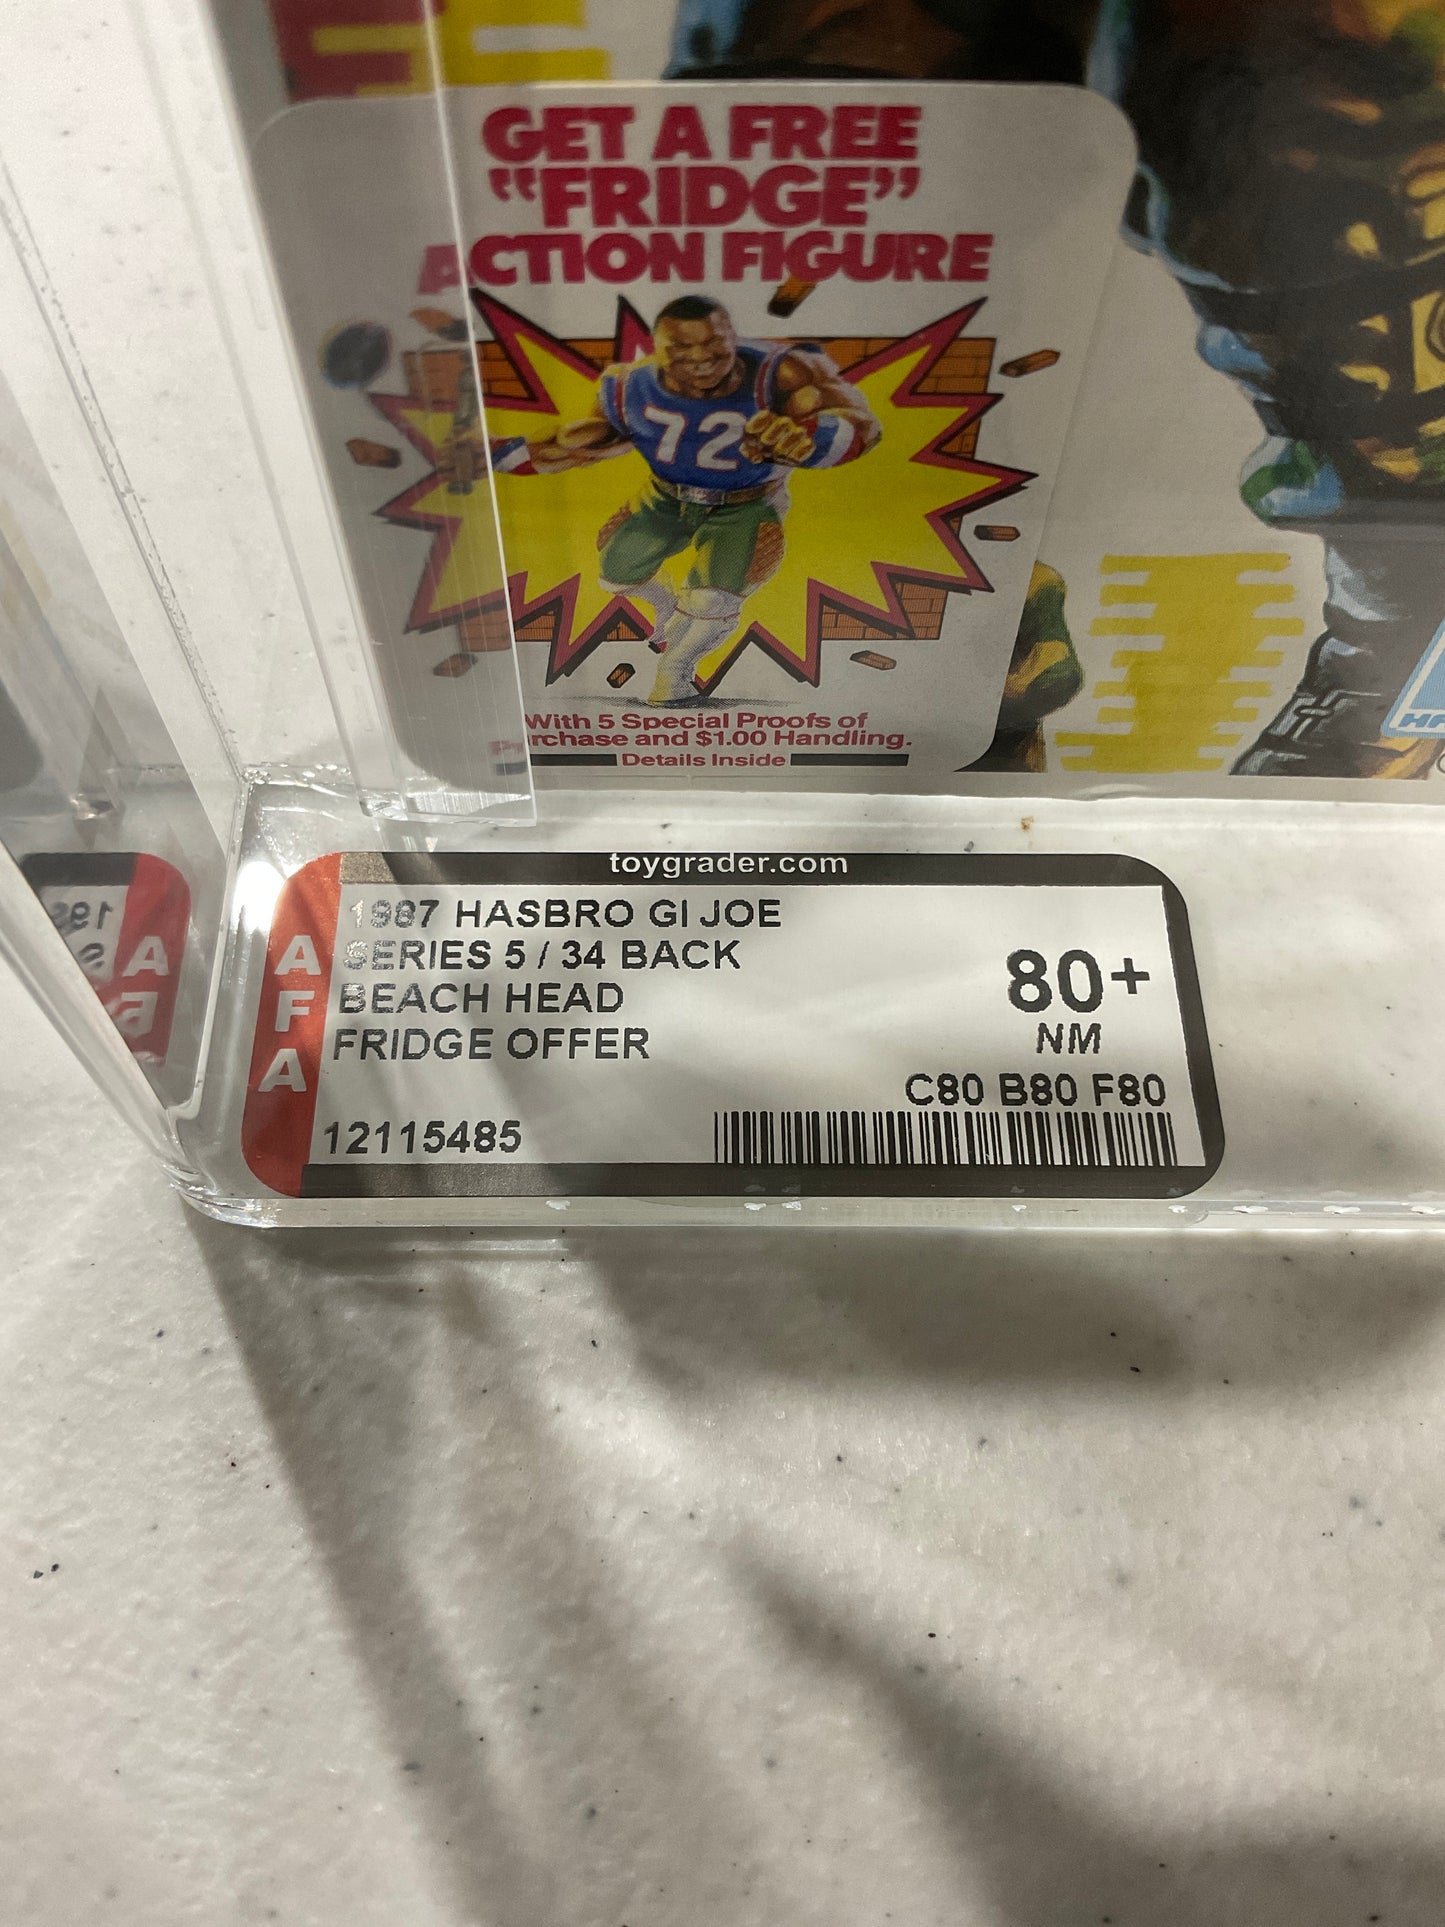 GET A FREE
"FRIDGE"
ACTION FIGURE
72
With 5 Special Proofs of
Purchase and $1.00 Handling.
Details Inside
toygrader.com
AFA
1987 HASBRO GI JOE
SERIES 5 / 34 BACK
BEACH HEAD
FRIDGE OFFER
80+
NM
C80 B80 F80
12115485